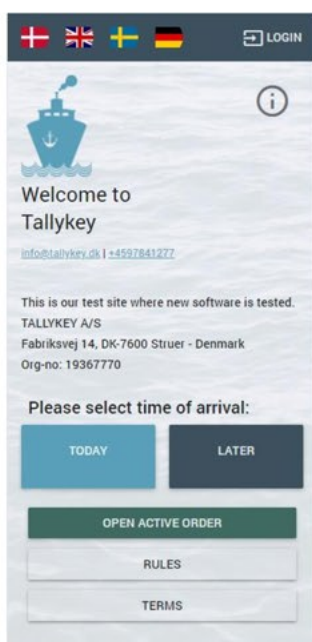 LOGIN
Welcome to
Tallykey
info@tallykey.dk | +4597841277
This is our test site where new software is tested.
TALLYKEY A/S
Fabriksvej 14, DK-7600 Struer - Denmark
Org-no: 19367770
Please select time of arrival:
TODAY
LATER
OPEN ACTIVE ORDER
RULES
TERMS